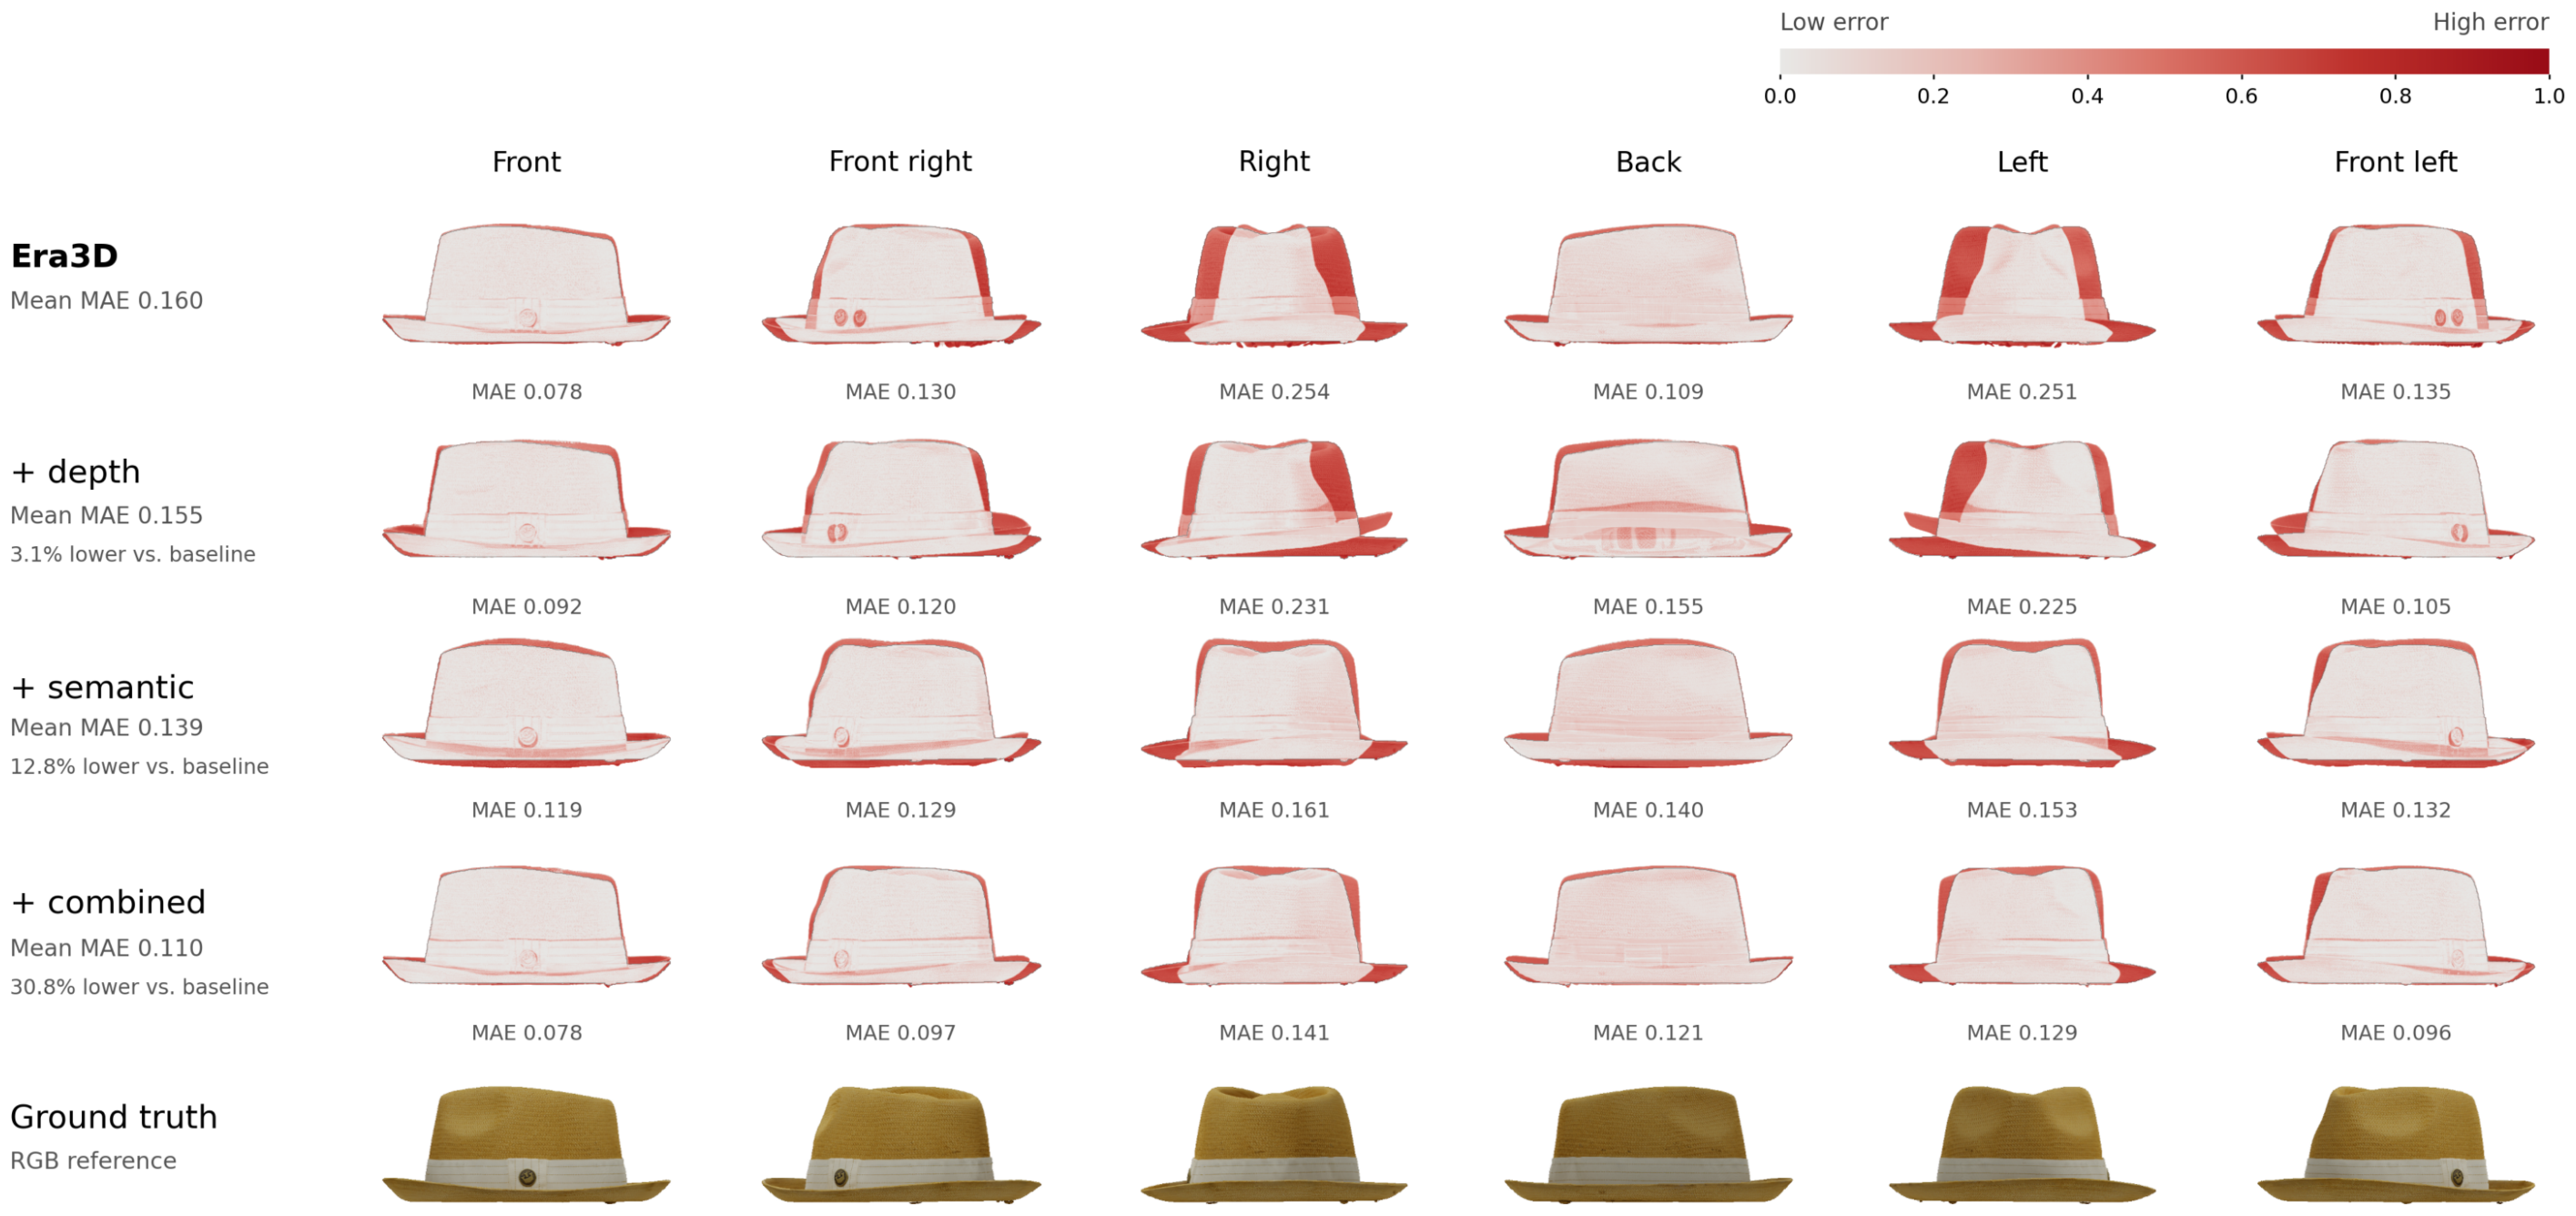 Low error High error
0.0 0.2 0.4 0.6 0.8 1.0
Front Front right Right Back Left Front left
Era3D
Mean MAE 0.160
MAE 0.078 MAE 0.130 MAE 0.254 MAE 0.109 MAE 0.251 MAE 0.135
+ depth
Mean MAE 0.155
3.1% lower vs. baseline
MAE 0.092 MAE 0.120 MAE 0.231 MAE 0.155 MAE 0.225 MAE 0.105
+ semantic
Mean MAE 0.139
12.8% lower vs. baseline
MAE 0.119 MAE 0.129 MAE 0.161 MAE 0.140 MAE 0.153 MAE 0.132
+ combined
Mean MAE 0.110
30.8% lower vs. baseline
MAE 0.078 MAE 0.097 MAE 0.141 MAE 0.121 MAE 0.129 MAE 0.096
Ground truth
RGB reference